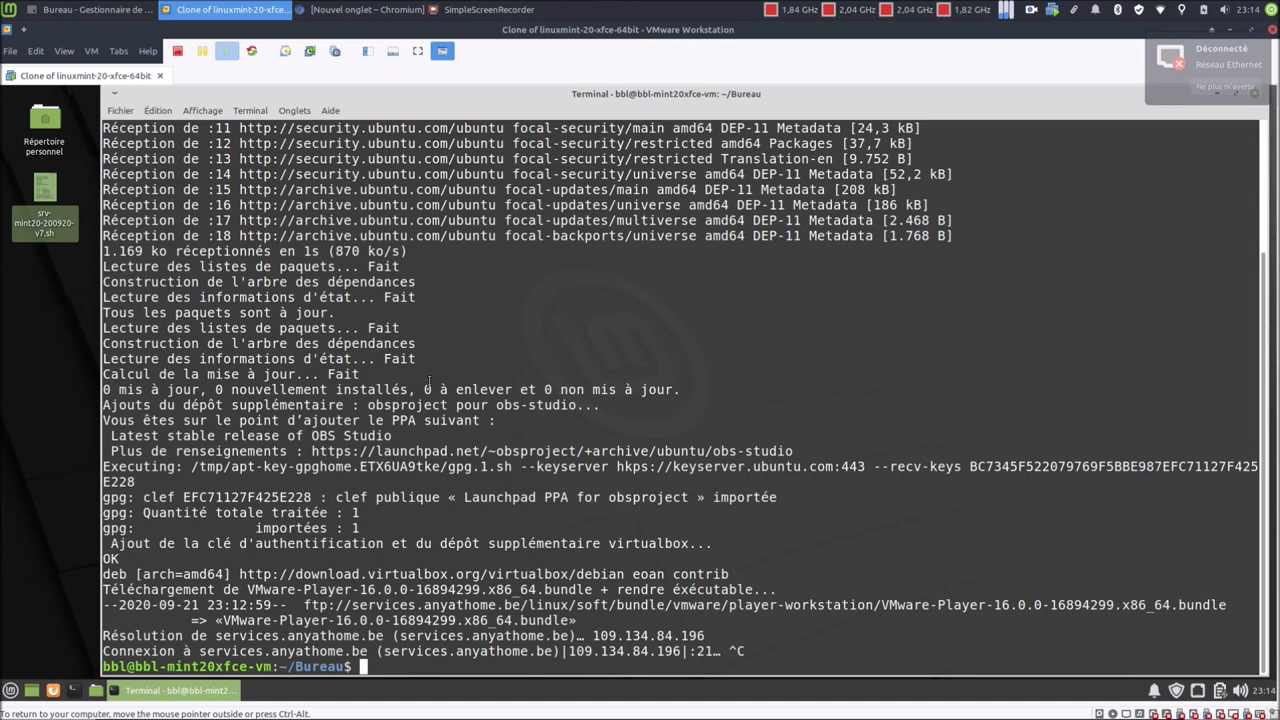 Bureau - Gestionnaire de ...
Clone of linuxmint-20-xfce...
[Nouvel onglet – Chromium]
SimpleScreenRecorder
1,84 GHz
2,04 GHz
2,04 GHz
1,82 GHz
23:14
Clone of linuxmint-20-xfce-64bit - VMware Workstation
File Edit View VM Tabs Help
Déconnecté
Réseau Ethernet
Ne plus m'avertir
Clone of linuxmint-20-xfce-64bit
Terminal - bbl@bbl-mint20xfce-vm: ~/Bureau
Fichier Édition Affichage Terminal Onglets Aide
Répertoire
personnel
srv-
mint20-200920-
v7.sh
Réception de :11 http://security.ubuntu.com/ubuntu focal-security/main amd64 DEP-11 Metadata [24,3 kB]
Réception de :12 http://security.ubuntu.com/ubuntu focal-security/restricted amd64 Packages [37,7 kB]
Réception de :13 http://security.ubuntu.com/ubuntu focal-security/restricted Translation-en [9.752 B]
Réception de :14 http://security.ubuntu.com/ubuntu focal-security/universe amd64 DEP-11 Metadata [52,2 kB]
Réception de :15 http://archive.ubuntu.com/ubuntu focal-updates/main amd64 DEP-11 Metadata [208 kB]
Réception de :16 http://archive.ubuntu.com/ubuntu focal-updates/universe amd64 DEP-11 Metadata [186 kB]
Réception de :17 http://archive.ubuntu.com/ubuntu focal-updates/multiverse amd64 DEP-11 Metadata [2.468 B]
Réception de :18 http://archive.ubuntu.com/ubuntu focal-backports/universe amd64 DEP-11 Metadata [1.768 B]
1.169 ko réceptionnés en 1s (870 ko/s)
Lecture des listes de paquets... Fait
Construction de l'arbre des dépendances
Lecture des informations d'état... Fait
Tous les paquets sont à jour.
Lecture des listes de paquets... Fait
Construction de l'arbre des dépendances
Lecture des informations d'état... Fait
Calcul de la mise à jour... Fait
0 mis à jour, 0 nouvellement installés, 0 à enlever et 0 non mis à jour.
Ajouts du dépôt supplémentaire : obsproject pour obs-studio...
Vous êtes sur le point d’ajouter le PPA suivant :
Latest stable release of OBS Studio
Plus de renseignements : https://launchpad.net/~obsproject/+archive/ubuntu/obs-studio
Executing: /tmp/apt-key-gpghome.ETX6UA9tke/gpg.1.sh --keyserver hkps://keyserver.ubuntu.com:443 --recv-keys BC7345F522079769F5BBE987EFC71127F425
E228
gpg: clef EFC71127F425E228 : clef publique « Launchpad PPA for obsproject » importée
gpg: Quantité totale traitée : 1
gpg: importées : 1
Ajout de la clé d'authentification et du dépôt supplémentaire virtualbox...
OK
deb [arch=amd64] http://download.virtualbox.org/virtualbox/debian eoan contrib
Téléchargement de VMware-Player-16.0.0-16894299.x86_64.bundle + rendre éxécutable...
--2020-09-21 23:12:59-- ftp://services.anyathome.be/linux/soft/bundle/vmware/player-workstation/VMware-Player-16.0.0-16894299.x86_64.bundle
=> «VMware-Player-16.0.0-16894299.x86_64.bundle»
Résolution de services.anyathome.be (services.anyathome.be)… 109.134.84.196
Connexion à services.anyathome.be (services.anyathome.be)|109.134.84.196|:21… ^C
bbl@bbl-mint20xfce-vm:~/Bureau$
Terminal - bbl@bbl-mint2...
23:14
To return to your computer, move the mouse pointer outside or press Ctrl-Alt.